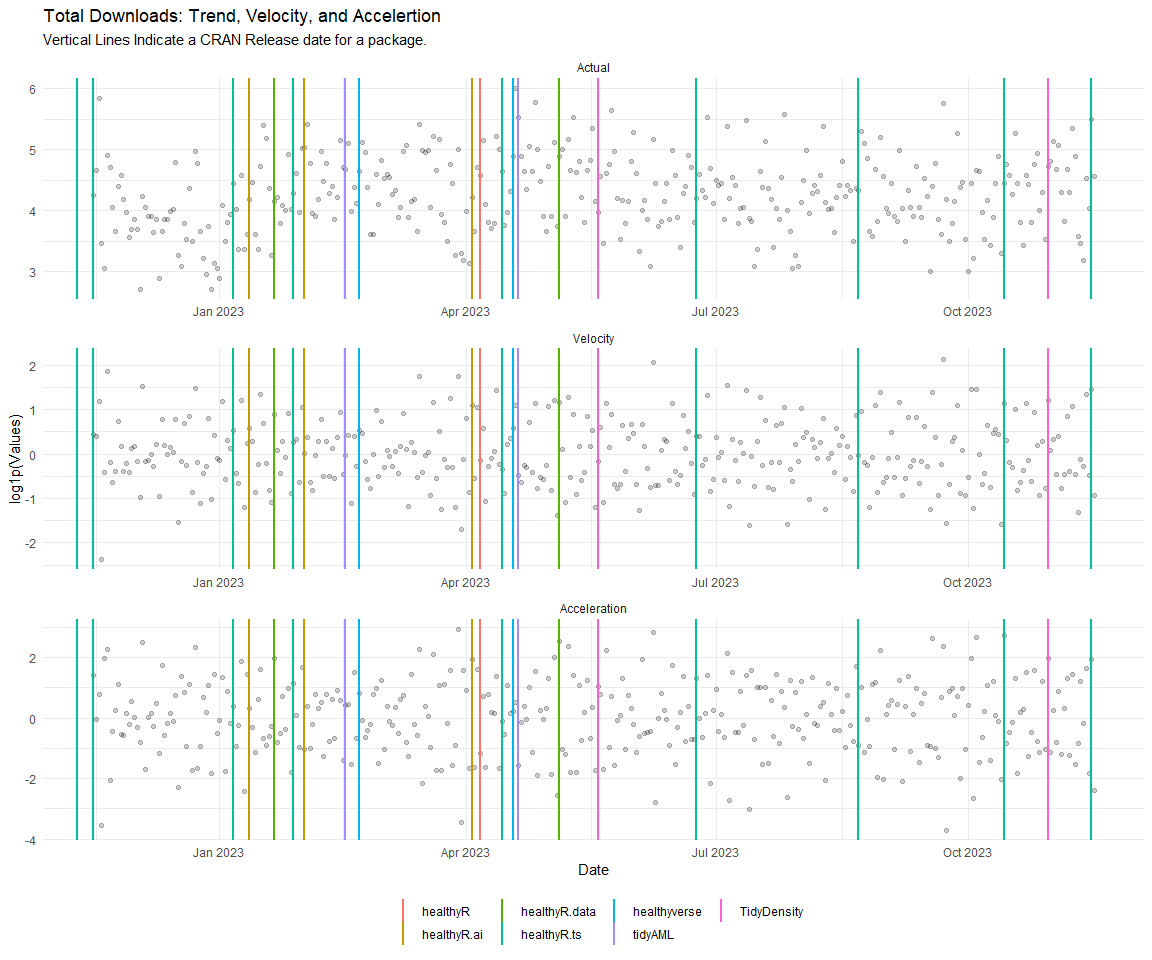 Total Downloads: Trend, Velocity, and Accelertion
Vertical Lines Indicate a CRAN Release date for a package.
Actual
6
5
4
3
Jan 2023 Apr 2023 Jul 2023 Oct 2023
Velocity
2
1
0
-1
-2
Jan 2023 Apr 2023 Jul 2023 Oct 2023
log1p(Values)
Acceleration
2
0
-2
-4
Jan 2023 Apr 2023 Jul 2023 Oct 2023
Date
healthyR healthyR.data healthyverse TidyDensity
healthyR.ai healthyR.ts tidyAML